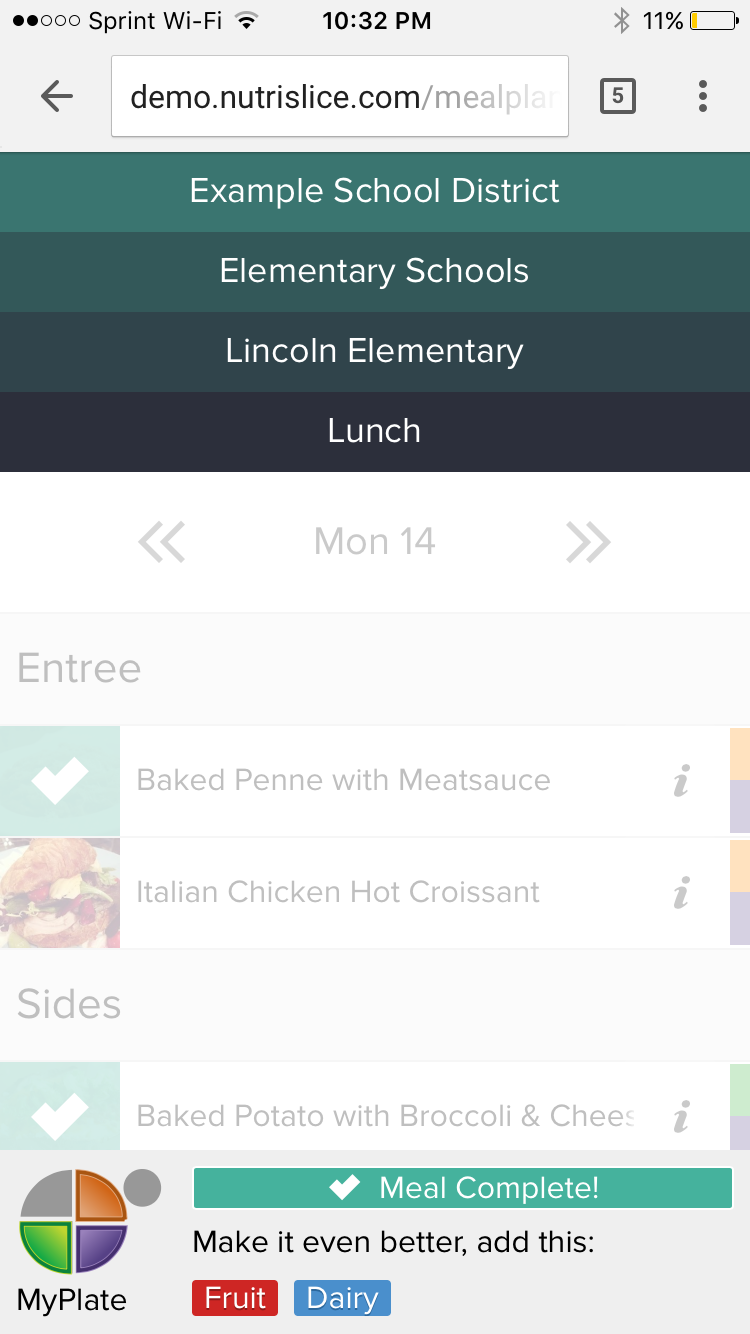 Sprint Wi-Fi 10:32 PM 11%
demo.nutrislice.com/mealplan 5
Example School District
Elementary Schools
Lincoln Elementary
Lunch
Mon 14
Entree
Baked Penne with Meatsauce i
Italian Chicken Hot Croissant i
Sides
Baked Potato with Broccoli & Chees i
Meal Complete!
Make it even better, add this:
Fruit Dairy
MyPlate